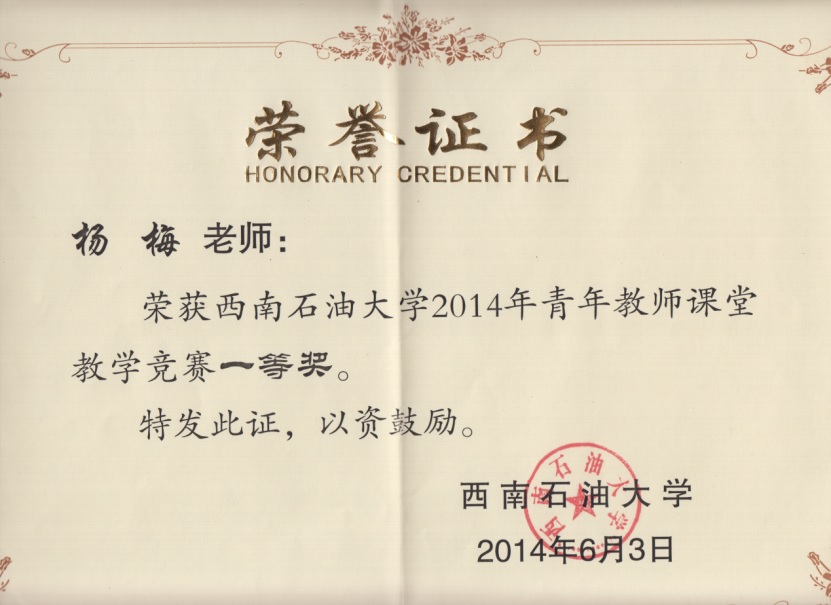 荣誉证书
HONORARY CREDENTIAL
杨 梅 老师：
荣获西南石油大学2014年青年教师课堂
教学竞赛一等奖。
特发此证，以资鼓励。
西南石油大学
西南石油大学
2014年6月3日